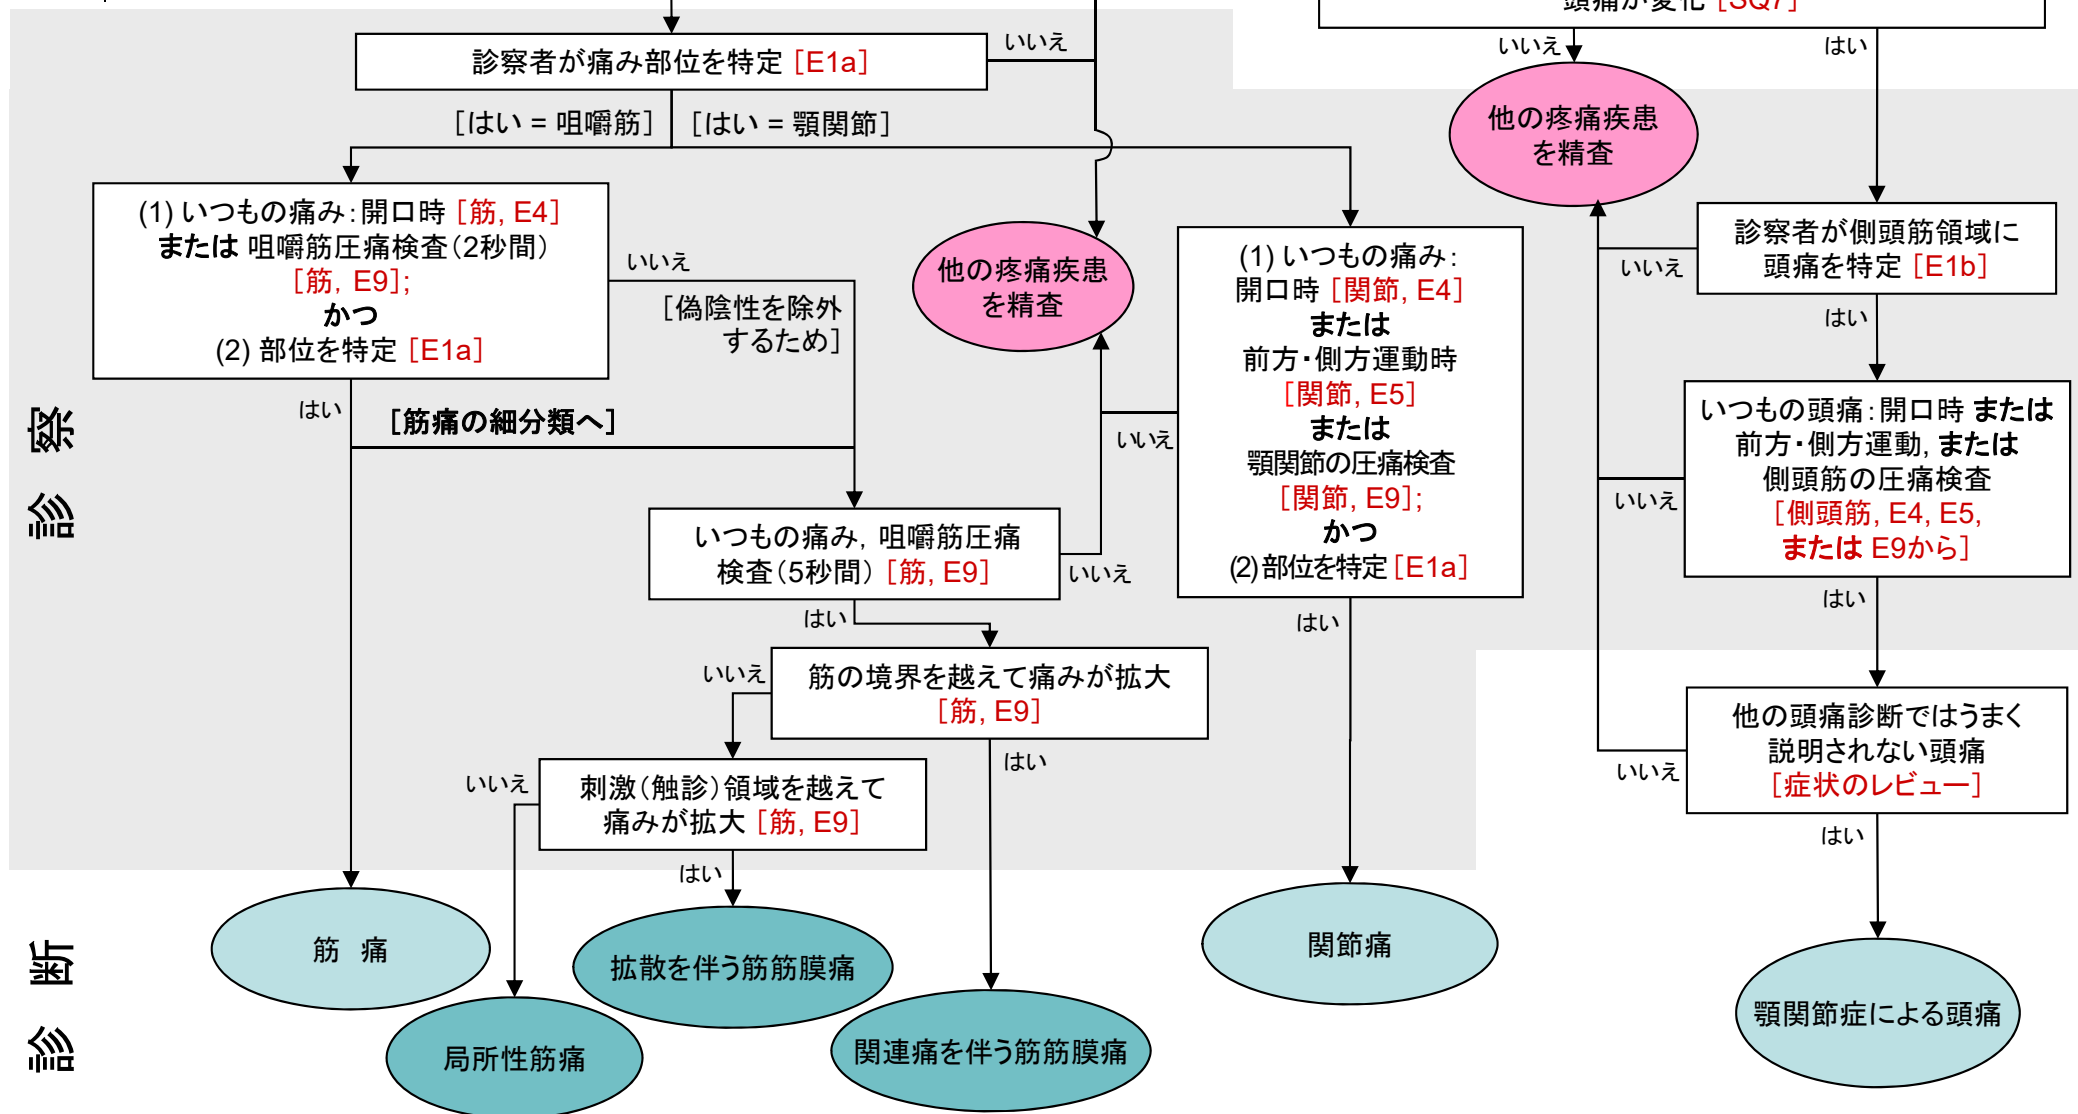 頭痛が変化 [SQ7]
いいえ
はい
診察者が痛み部位を特定 [E1a]
いいえ
[はい = 咀嚼筋]
[はい = 顎関節]
他の疼痛疾患
を精査
(1) いつもの�み：開口時 [筋, E4]
または 咀嚼筋圧痛検査（2秒間）
[筋, E9];
かつ
(2) 部位を特定 [E1a]
いいえ
[偽陰性を除外
するため]
はい
[筋痛の細分類へ]
他の疼痛疾患
を精査
(1) いつもの痛み：
開口時 [関節, E4]
または
前方・側方運動時
[関節, E5]
または
顎関節の圧痛検査
[関節, E9];
かつ
(2)部位を特定 [E1a]
いいえ
はい
診察者が側頭筋領域に
頭痛を特定 [E1b]
いいえ
はい
いつもの頭痛：開口時 または
前方・側方運動, または
側頭筋の圧痛検査
[側頭筋, E4, E5,
または E9から]
いいえ
はい
診 察
いつもの痛み, 咀嚼筋圧痛
検査（5秒間） [筋, E9]
いいえ
はい
筋の境界を越えて痛みが拡大
[筋, E9]
いいえ
はい
刺激（触診）領域を越えて
痛みが拡大 [筋, E9]
いいえ
はい
他の頭痛診断ではうまく
説明されない頭痛
[症状のレビュー]
いいえ
はい
診 断
筋 痛
局所性筋痛
拡散を伴う筋筋膜痛
関連痛を伴う筋筋膜痛
関節痛
顎関節症による頭痛